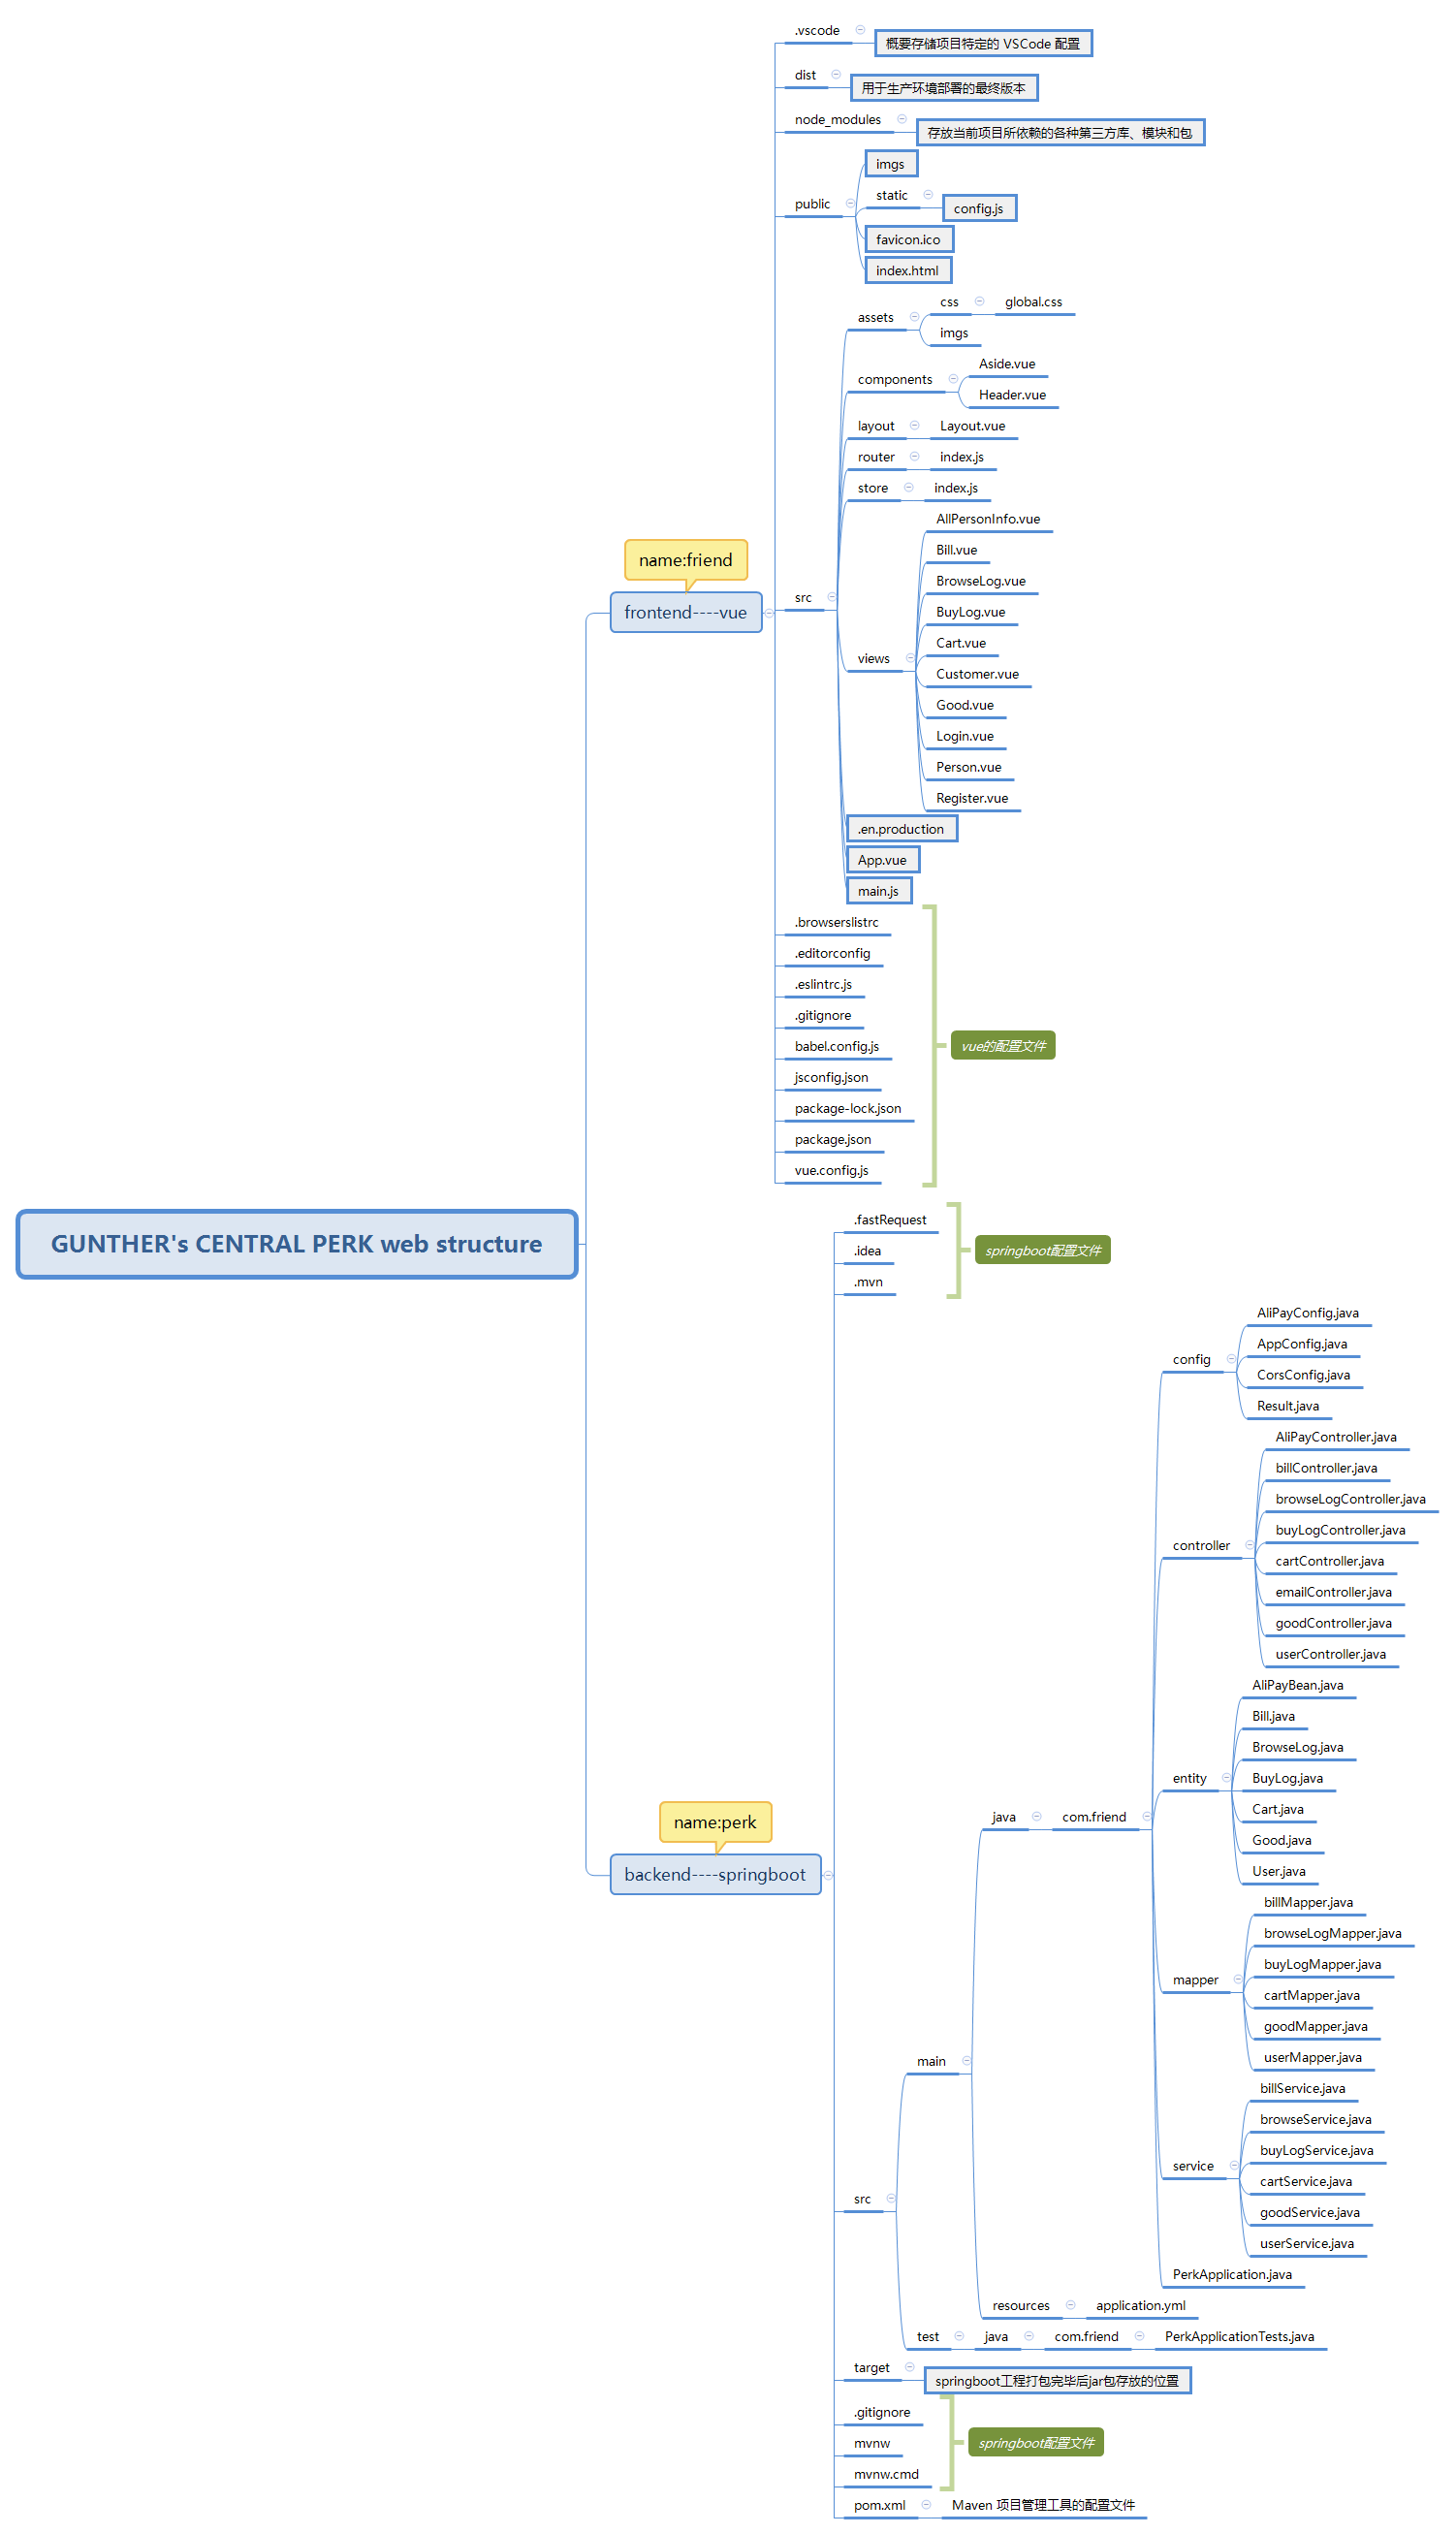 GUNTHER's CENTRAL PERK web structure
name:friend
frontend----vue
.vscode
概要存储项目特定的 VSCode 配置
dist
用于生产环境部署的最终版本
node_modules
存放当前项目所依赖的各种第三方库、模块和包
public
imgs
static
config.js
favicon.ico
index.html
src
assets
css
global.css
imgs
components
Aside.vue
Header.vue
layout
Layout.vue
router
index.js
store
index.js
views
AllPersonInfo.vue
Bill.vue
BrowseLog.vue
BuyLog.vue
Cart.vue
Customer.vue
Good.vue
Login.vue
Person.vue
Register.vue
.en.production
App.vue
main.js
.browserslistrc
.editorconfig
.eslintrc.js
.gitignore
babel.config.js
jsconfig.json
package-lock.json
package.json
vue.config.js
vue的配置文件
name:perk
backend----springboot
.fastRequest
.idea
.mvn
springboot配置文件
src
main
java
com.friend
config
AliPayConfig.java
AppConfig.java
CorsConfig.java
Result.java
controller
AliPayController.java
billController.java
browseLogController.java
buyLogController.java
cartController.java
emailController.java
goodController.java
userController.java
entity
AliPayBean.java
Bill.java
BrowseLog.java
BuyLog.java
Cart.java
Good.java
User.java
mapper
billMapper.java
browseLogMapper.java
buyLogMapper.java
cartMapper.java
goodMapper.java
userMapper.java
service
billService.java
browseService.java
buyLogService.java
cartService.java
goodService.java
userService.java
PerkApplication.java
resources
application.yml
test
java
com.friend
PerkApplicationTests.java
target
springboot工程打包完毕后jar包存放的位置
.gitignore
mvnw
mvnw.cmd
springboot配置文件
pom.xml
Maven 项目管理工具的配置文件